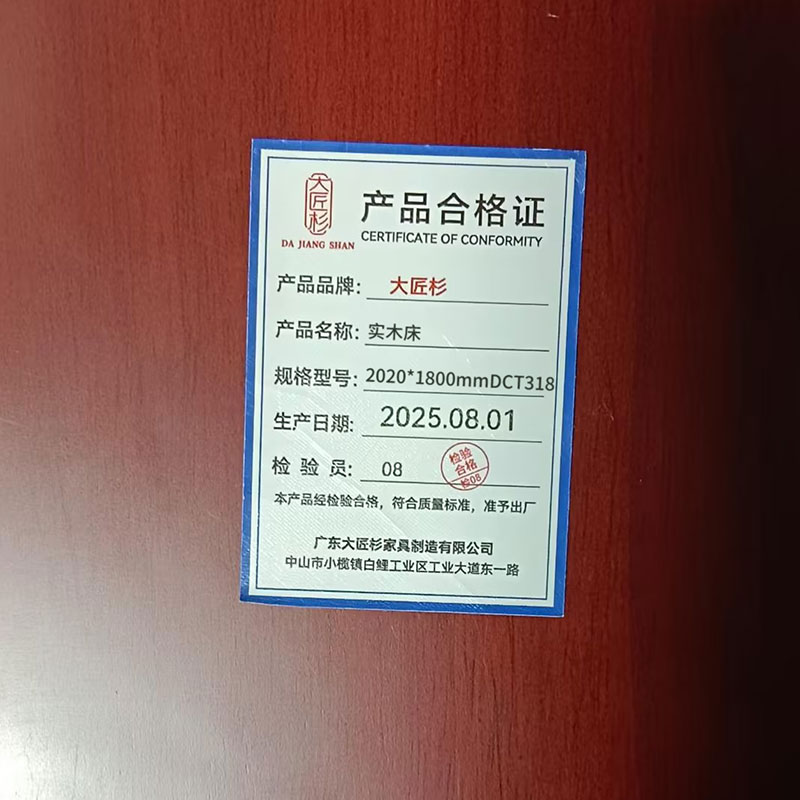 大匠杉
DA JIANG SHAN
产品合格证
CERTIFICATE OF CONFORMITY
产品品牌: 大匠杉
产品名称: 实木床
规格型号: 2020*1800mmDCT318
生产日期: 2025.08.01
检 验 员: 08
检验
合格
检08
本产品经检验合格，符合质量标准，准予出厂
广东大匠杉家具制造有限公司
中山市小榄镇白鲤工业区工业大道东一路